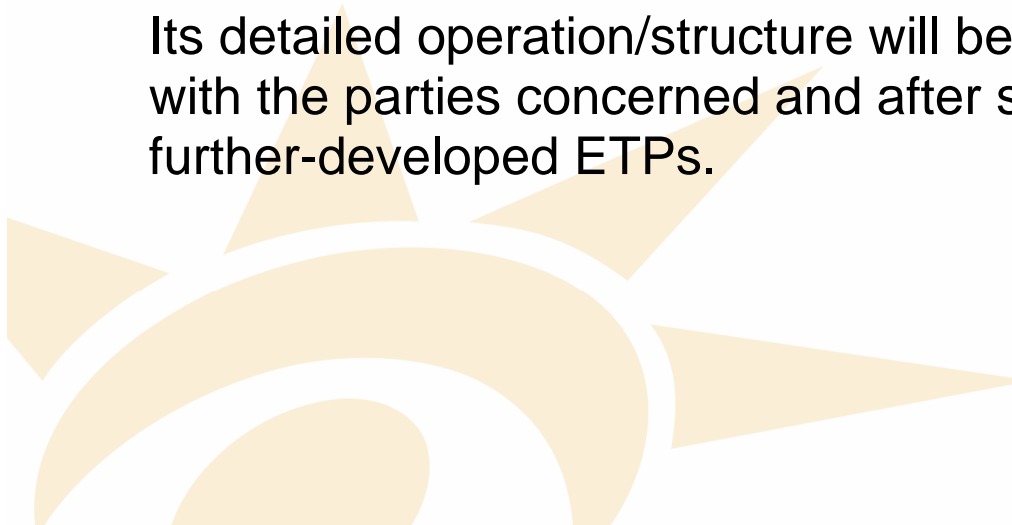 Its detailed operation/structure will be
with the parties concerned and after
further-developed ETPs.